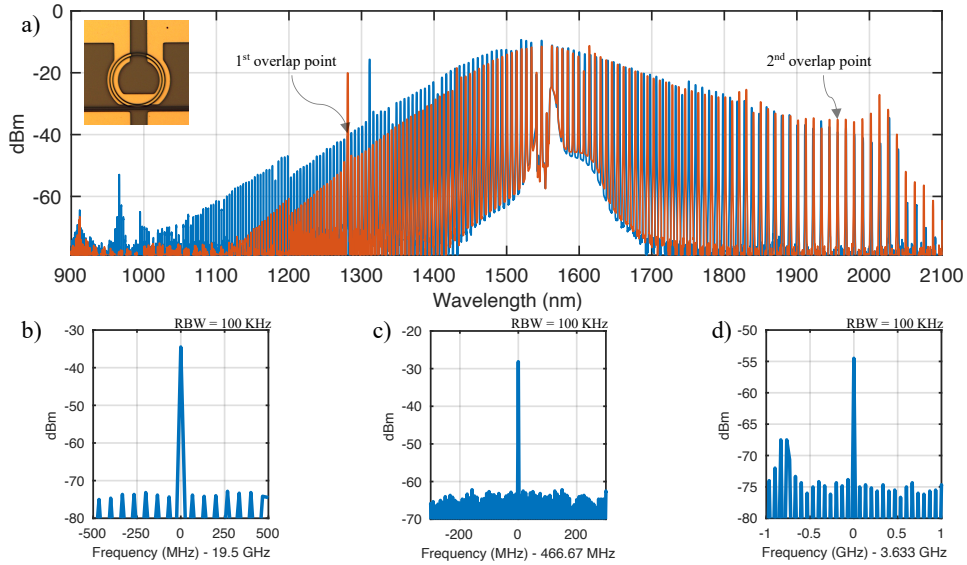 a)
0
-20
-40
-60
dBm
1st overlap point
2nd overlap point
900 1000 1100 1200 1300 1400 1500 1600 1700 1800 1900 2000 2100
Wavelength (nm)
b)
RBW = 100 KHz
-30
-40
-50
-60
-70
-80
dBm
-500 -250 0 250 500
Frequency (MHz) - 19.5 GHz
c)
RBW = 100 KHz
-20
-30
-40
-50
-60
-70
dBm
-200 0 200
Frequency (MHz) - 466.67 MHz
d)
RBW = 100 KHz
-50
-55
-60
-65
-70
-75
-80
dBm
-1 -0.5 0 0.5 1
Frequency (GHz) - 3.633 GHz